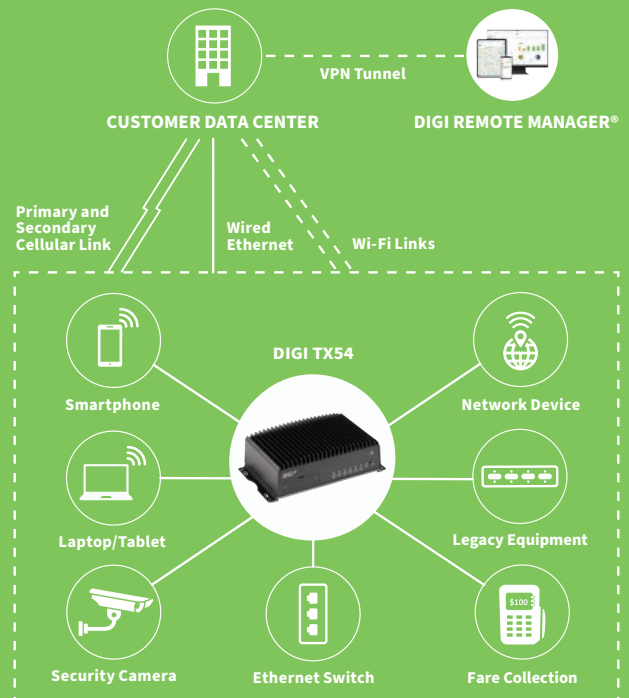 VPN Tunnel
CUSTOMER DATA CENTER
DIGI REMOTE MANAGER®
Primary and
Secondary
Cellular Link
Wired
Ethernet
Wi-Fi Links
DIGI TX54
Smartphone
Network Device
Laptop/Tablet
Legacy Equipment
$100
Security Camera
Ethernet Switch
Fare Collection